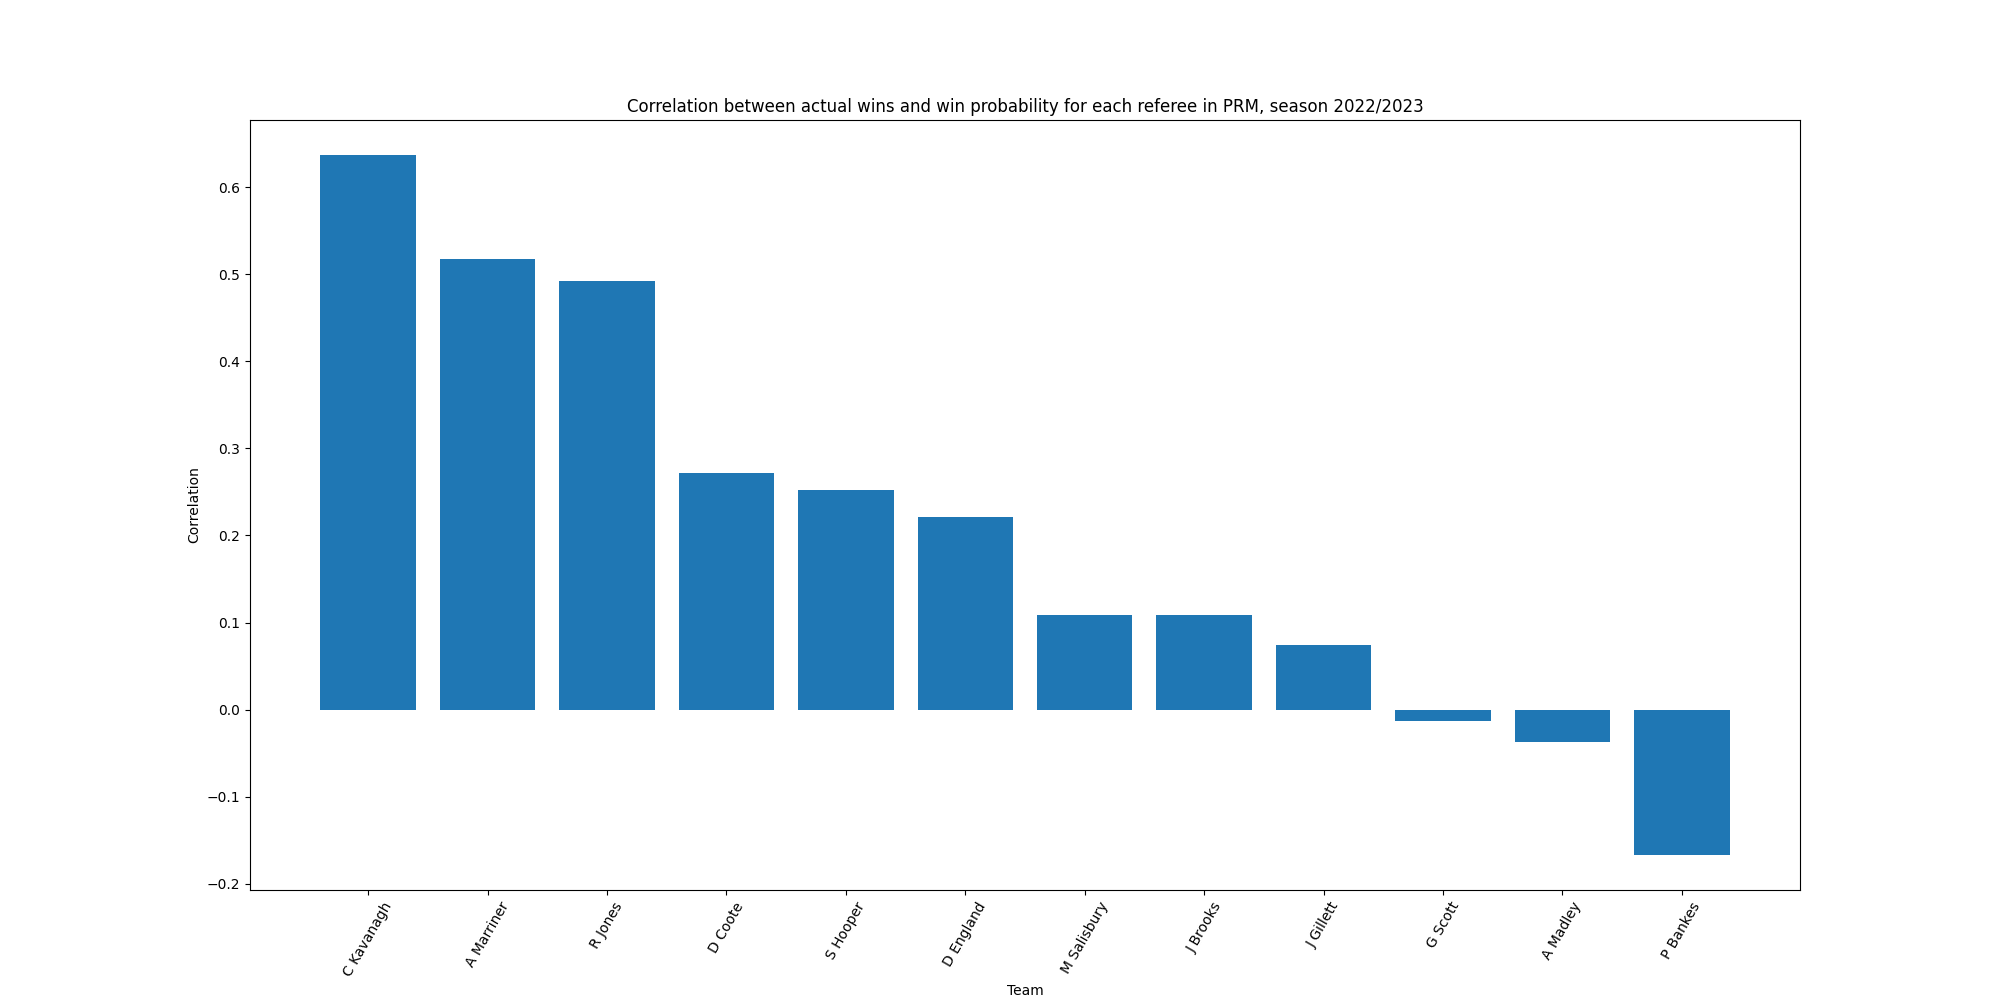 Correlation between actual wins and win probability for each referee in PRM, season 2022/2023
Correlation
0.6
0.5
0.4
0.3
0.2
0.1
0.0
−0.1
−0.2
C Kavanagh
A Marriner
R Jones
D Coote
S Hooper
D England
M Salisbury
J Brooks
J Gillett
G Scott
A Madley
P Bankes
Team